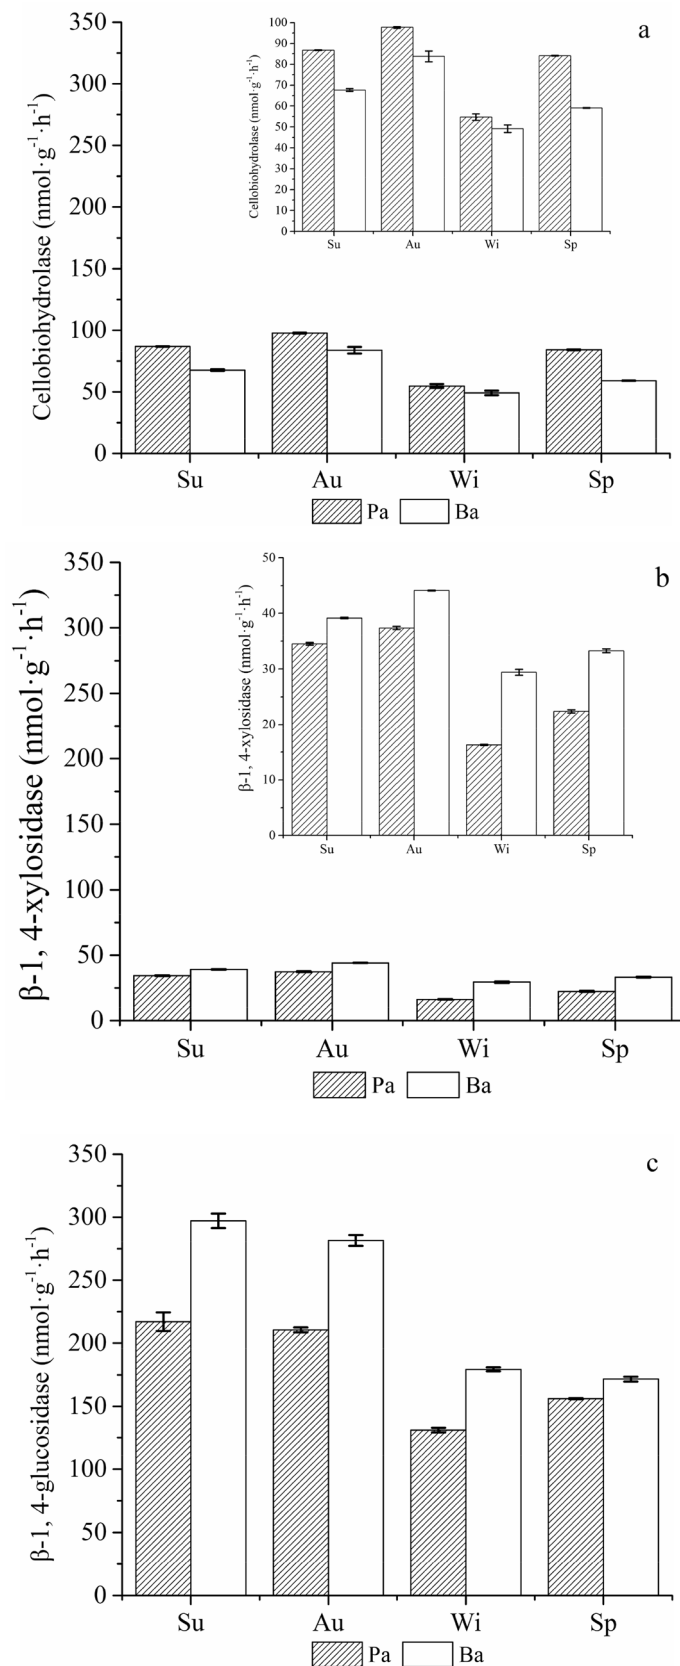 a
Cellobiohydrolase (nmol·g⁻¹·h⁻¹)
350
300
250
200
150
100
50
0
Su Au Wi Sp
Cellobiohydrolase (nmol·g⁻¹·h⁻¹)
100
90
80
70
60
50
40
30
20
10
0
Su Au Wi Sp
Pa Ba
b
β-1, 4-xylosidase (nmol·g⁻¹·h⁻¹)
350
300
250
200
150
100
50
0
Su Au Wi Sp
β-1, 4-xylosidase (nmol·g⁻¹·h⁻¹)
50
40
30
20
10
0
Su Au Wi Sp
Pa Ba
c
β-1, 4-glucosidase (nmol·g⁻¹·h⁻¹)
350
300
250
200
150
100
50
0
Su Au Wi Sp
Pa Ba